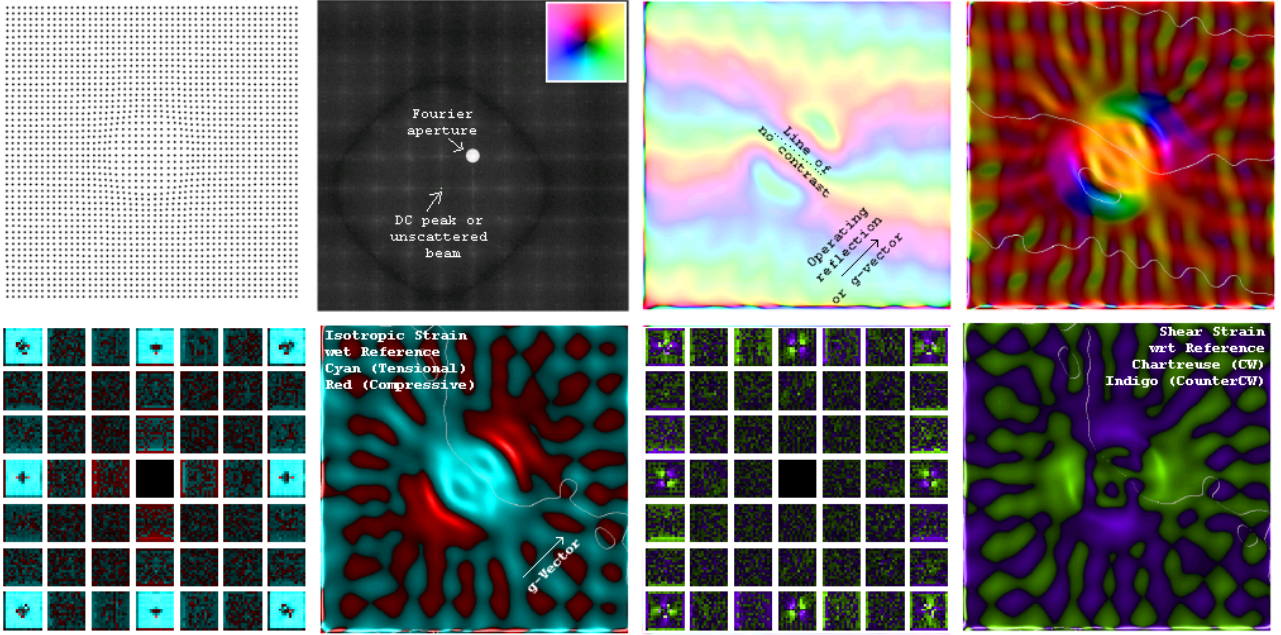 Fourier
aperture
DC peak or
unscattered
beam
Line of
no contrast
Operating
reflection
or g-vector
Isotropic Strain
wet Reference
Cyan (Tensional)
Red (Compressive)
g-Vector
Shear Strain
wrt Reference
Chartreuse (CW)
Indigo (CounterCW)